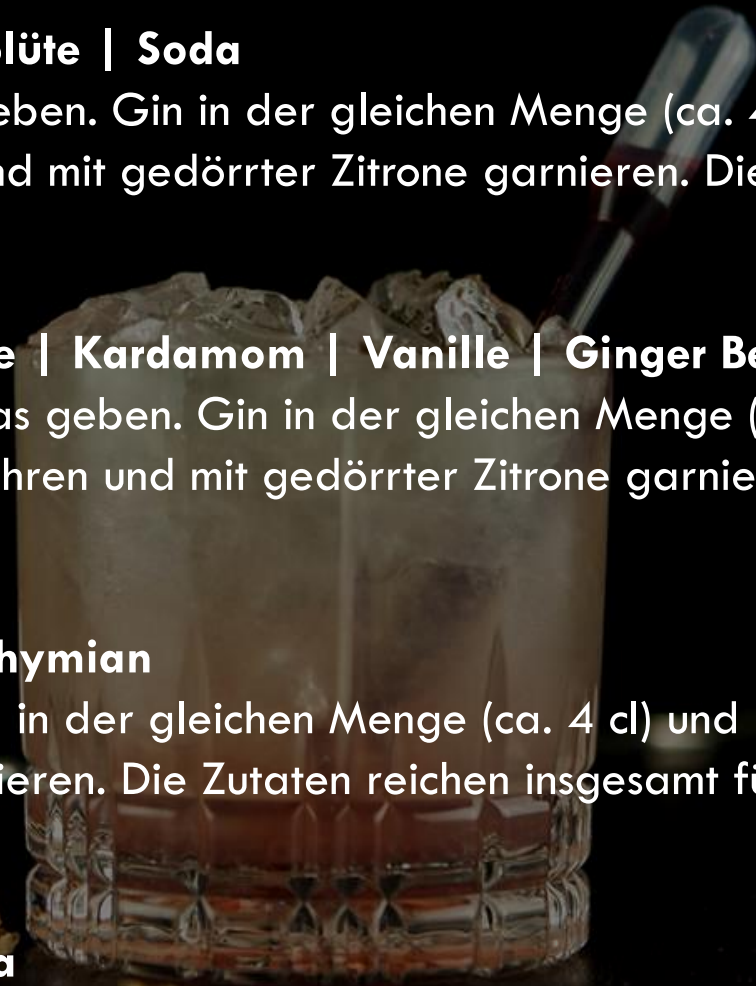 lüte | Soda
eben. Gin in der gleichen Menge (ca. 4
nd mit gedörrter Zitrone garnieren. Die
e | Kardamom | Vanille | Ginger Be
as geben. Gin in der gleichen Menge (
hren und mit gedörrter Zitrone garnie
hymian
in der gleichen Menge (ca. 4 cl) und
ieren. Die Zutaten reichen insgesamt fü
a